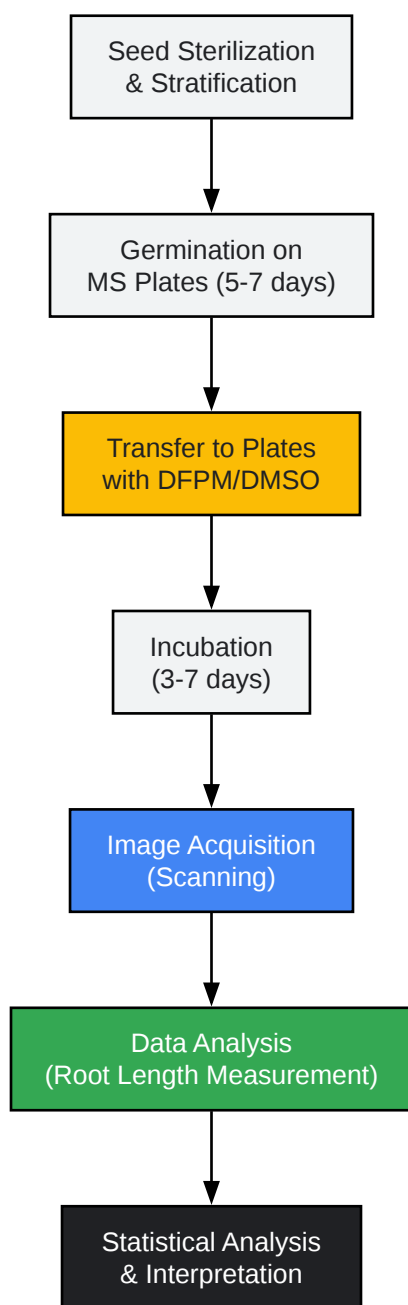 Seed Sterilization
& Stratification
Germination on
MS Plates (5-7 days)
Transfer to Plates
with DFPM/DMSO
Incubation
(3-7 days)
Image Acquisition
(Scanning)
Data Analysis
(Root Length Measurement)
Statistical Analysis
& Interpretation